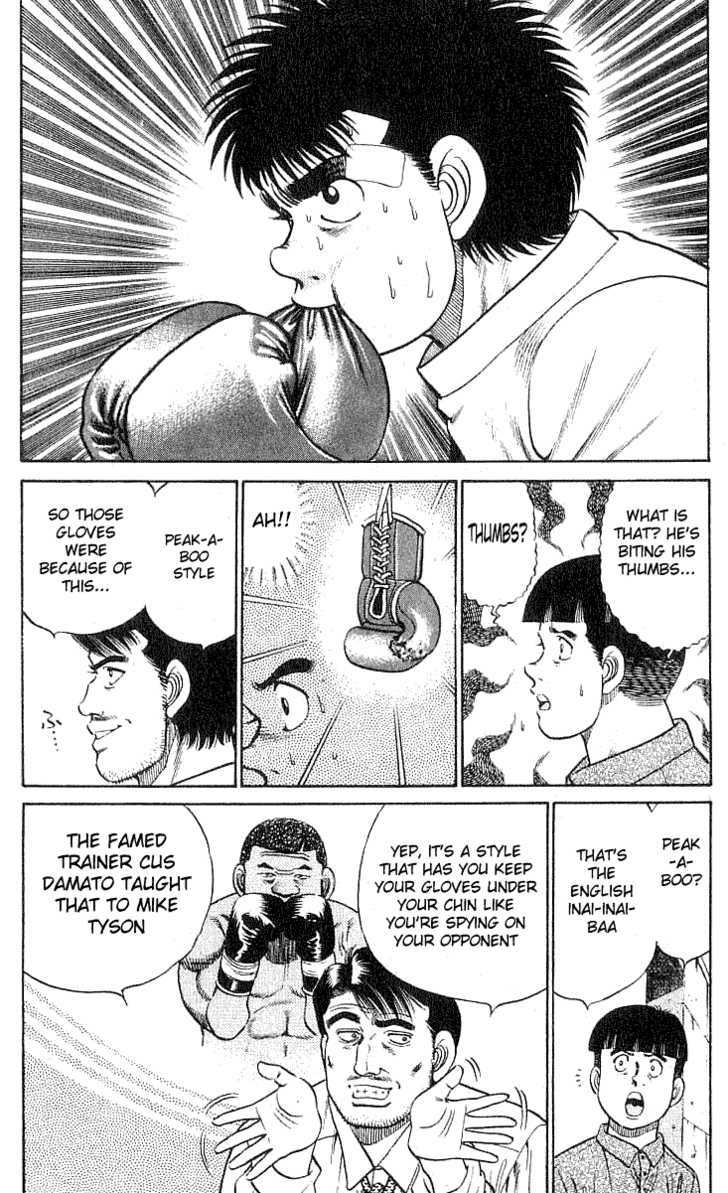 WHAT IS
THAT? HE'S
BITING HIS
THUMBS...
THUMBS?
AH!!
PEAK-A-
BOO
STYLE
SO THOSE
GLOVES
WERE
BECAUSE OF
THIS...
ふ…
PEAK
-A-
BOO?
THAT'S
THE
ENGLISH
INAI-INAI-
BAA
YEP, IT'S A STYLE
THAT HAS YOU KEEP
YOUR GLOVES UNDER
YOUR CHIN LIKE
YOU'RE SPYING ON
YOUR OPPONENT
THE FAMED
TRAINER CUS
DAMATO TAUGHT
THAT TO MIKE
TYSON